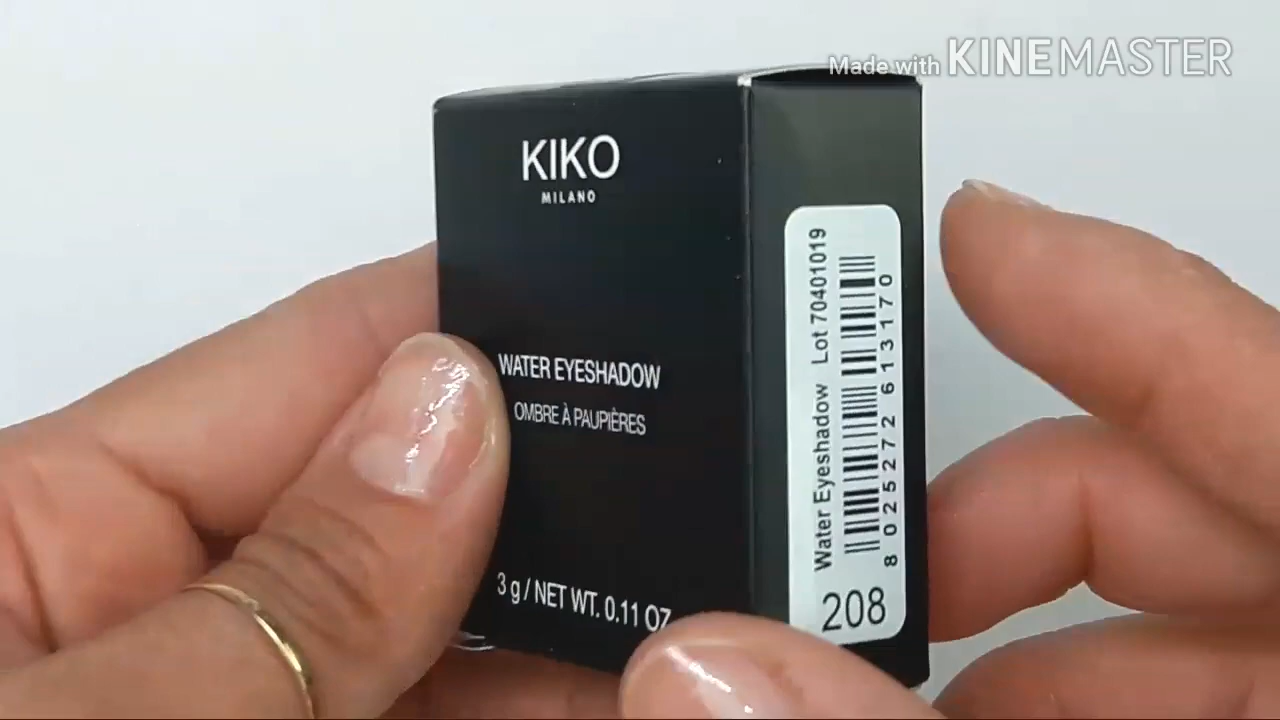 Made with KINEMASTER
KIKO
MILANO
WATER EYESHADOW
OMBRE À PAUPIÈRES
3 g / NET WT. 0.11 OZ
Water Eyeshadow Lot 70401019
8 025272 613170
208